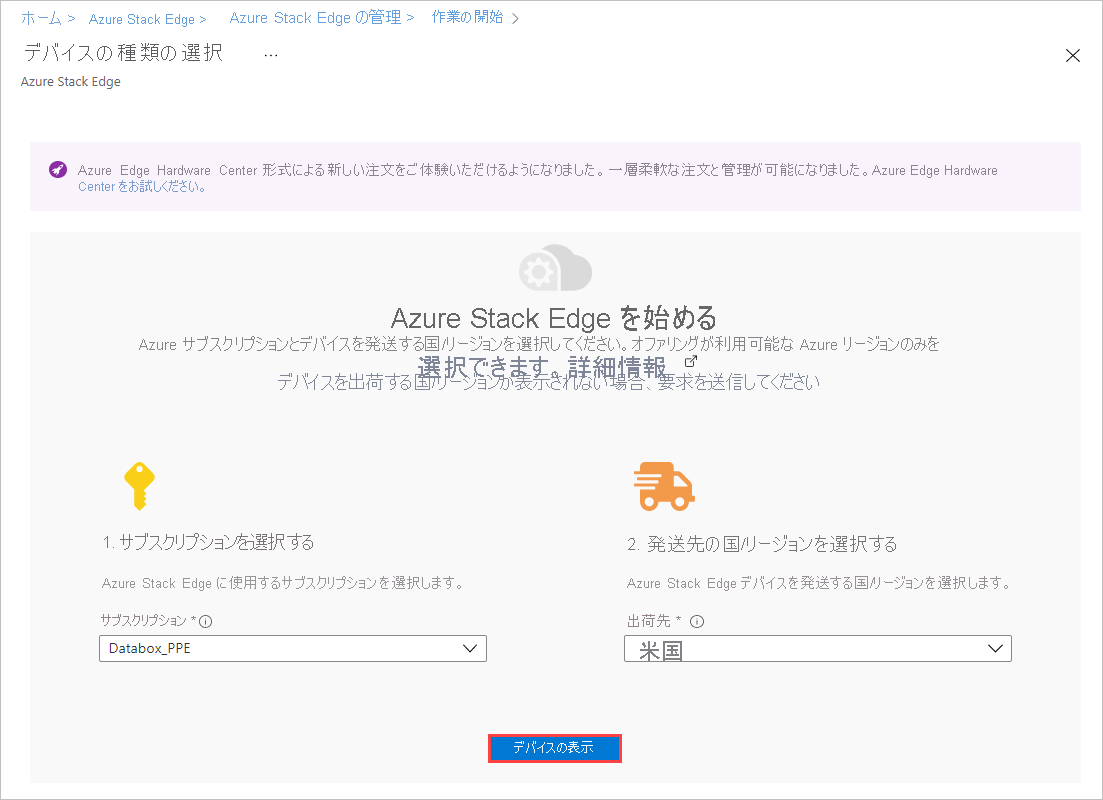 ホーム > Azure Stack Edge > Azure Stack Edge の管理 > 作業の開始 >
デバイスの種類の選択 ...
Azure Stack Edge
Azure Edge Hardware Center 形式による新しい注文をご体験いただけるようになりました。一層柔軟な注文と管理が可能になりました。Azure Edge Hardware
Center をお試しください。
Azure Stack Edge を始める
Azure サブスクリプションとデバイスを発送する国/リージョンを選択してください。オファリングが利用可能な Azure リージョンのみを
選択できます。詳細情報
デバイスを出荷する国/リージョンが表示されない場合、要求を送信してください
1. サブスクリプションを選択する
Azure Stack Edge に使用するサブスクリプションを選択します。
サブスクリプション *
Databox_PPE
2. 発送先の国/リージョンを選択する
Azure Stack Edge デバイスを発送する国/リージョンを選択します。
出荷先 *
米国
デバイスの表示